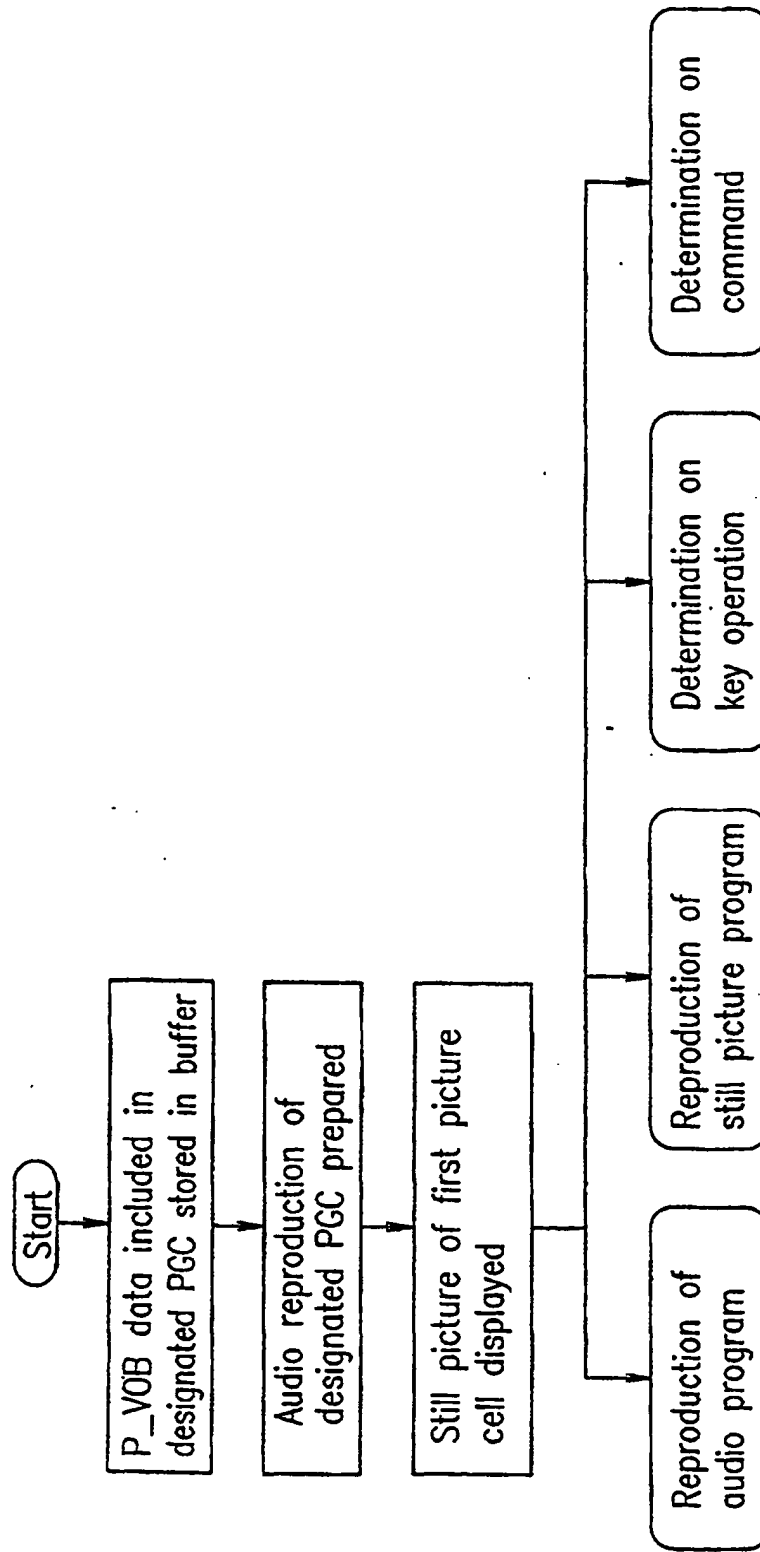 Start
P_VOB data included in
designated PGC stored in buffer
Audio reproduction of
designated PGC prepared
Still picture of first picture
cell displayed
Reproduction of
audio program
Reproduction of
still picture program
Determination on
key operation
Determination on
command